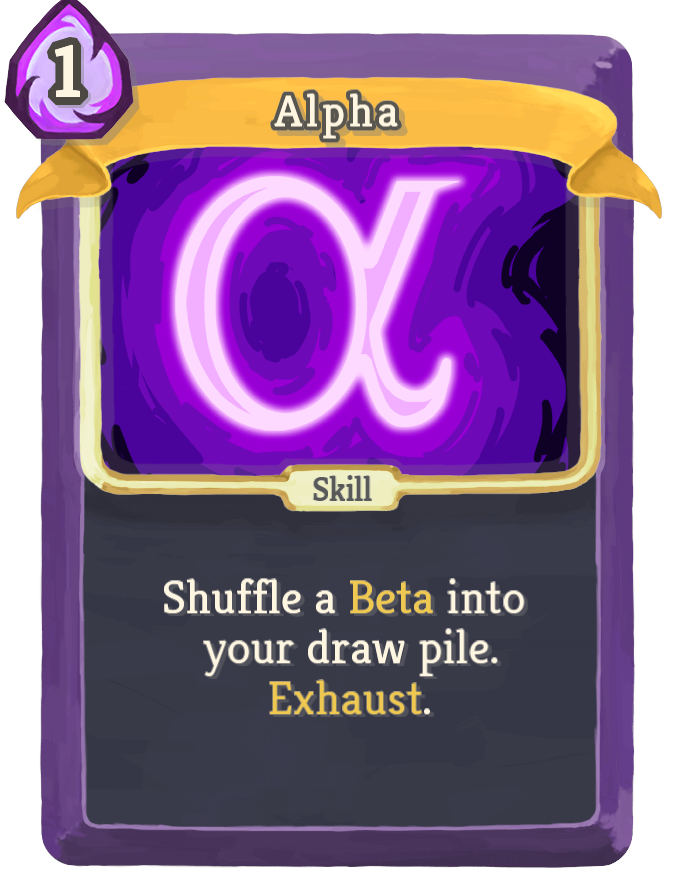 1
Alpha
α
Skill
Shuffle a Beta into
your draw pile.
Exhaust.